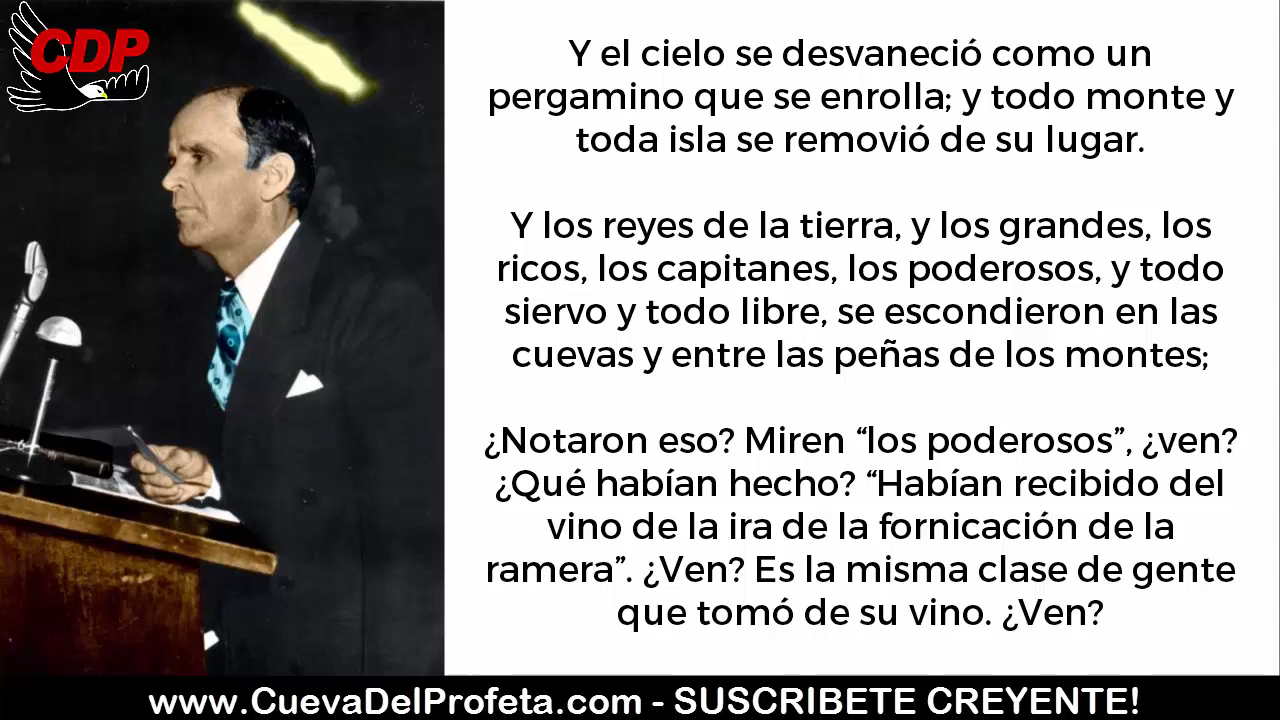 CDP
Y el cielo se desvaneció como un
pergamino que se enrolla; y todo monte y
toda isla se removió de su lugar.
Y los reyes de la tierra, y los grandes, los
ricos, los capitanes, los poderosos, y todo
siervo y todo libre, se escondieron en las
cuevas y entre las peñas de los montes;
¿Notaron eso? Miren “los poderosos”, ¿ven?
¿Qué habían hecho? “Habían recibido del
vino de la ira de la fornicación de la
ramera”. ¿Ven? Es la misma clase de gente
que tomó de su vino. ¿Ven?
www.CuevaDelProfeta.com - SUSCRIBETE CREYENTE!